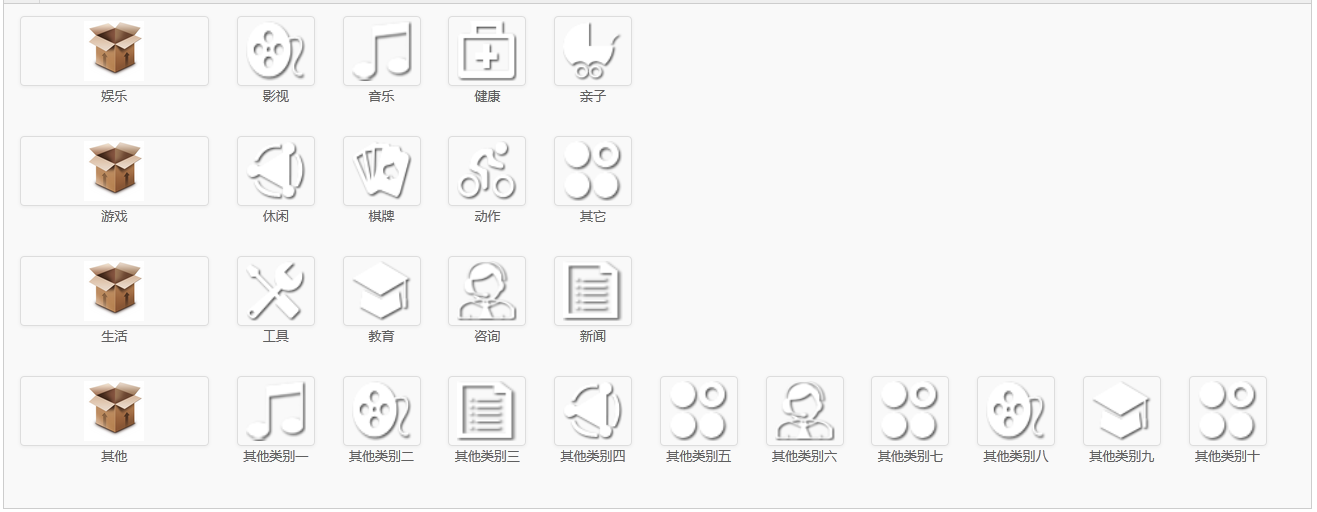 娱乐 影视 音乐 健康 亲子
游戏 休闲 棋牌 动作 其它
生活 工具 教育 咨询 新闻
其他 其他类别一 其他类别二 其他类别三 其他类别四 其他类别五 其他类别六 其他类别七 其他类别八 其他类别九 其他类别十